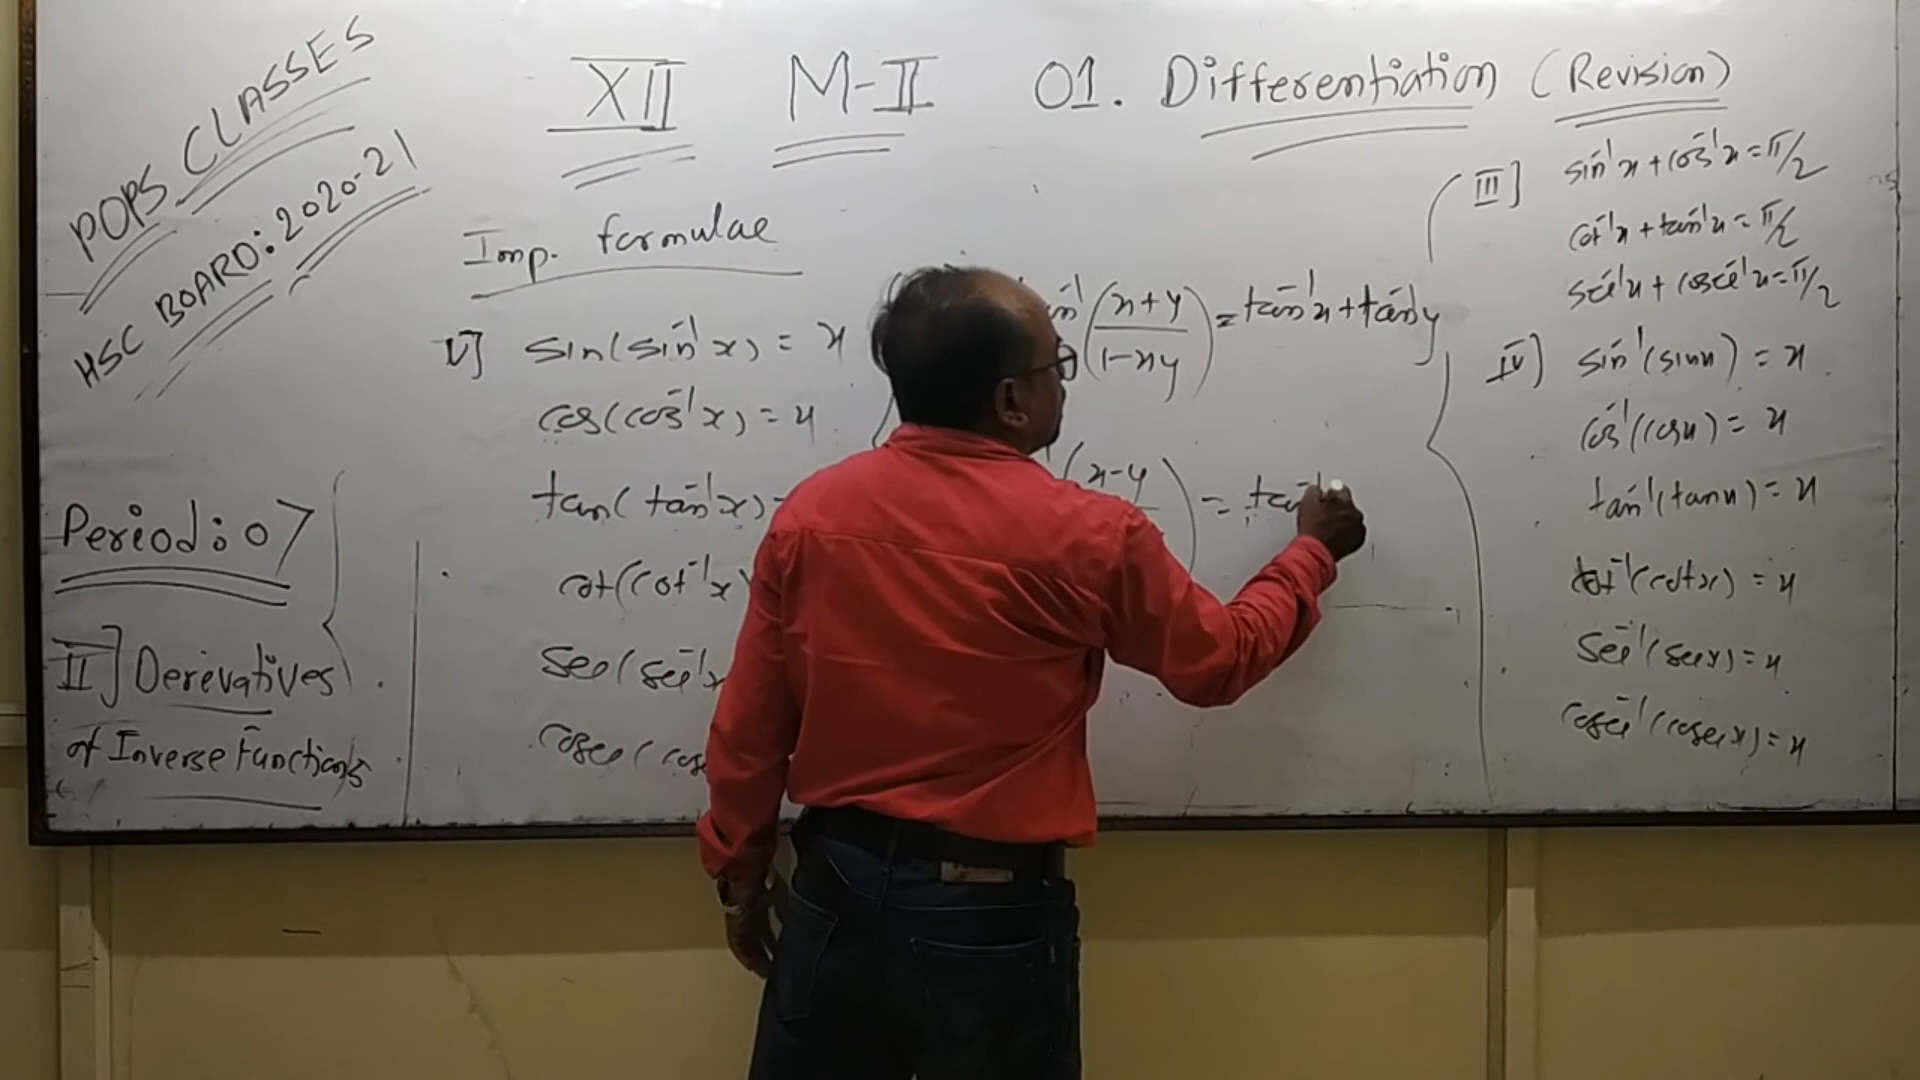 POPS CLASSES
HSC BOARD: 2020-21
XII M-II 01. Differentiation (Revision)
Period: 07
II] Derevatives
of Inverse Functions
Imp. formulae
V] sin(sin⁻¹x) = x
cos(cos⁻¹x) = x
tan(tan⁻¹x) =
cot(cot⁻¹x)
sec(sec⁻¹x
cosec(cos
(x+y / 1-xy) = tan⁻¹x + tan⁻¹y
(x-y
) = tan⁻¹
III] sin⁻¹x + cos⁻¹x = π/2
cot⁻¹x + tan⁻¹x = π/2
sec⁻¹x + cosec⁻¹x = π/2
IV] sin⁻¹(sinx) = x
cos⁻¹(cosx) = x
tan⁻¹(tanx) = x
cot⁻¹(cotx) = x
sec⁻¹(secx) = x
cosec⁻¹(cosecx) = x